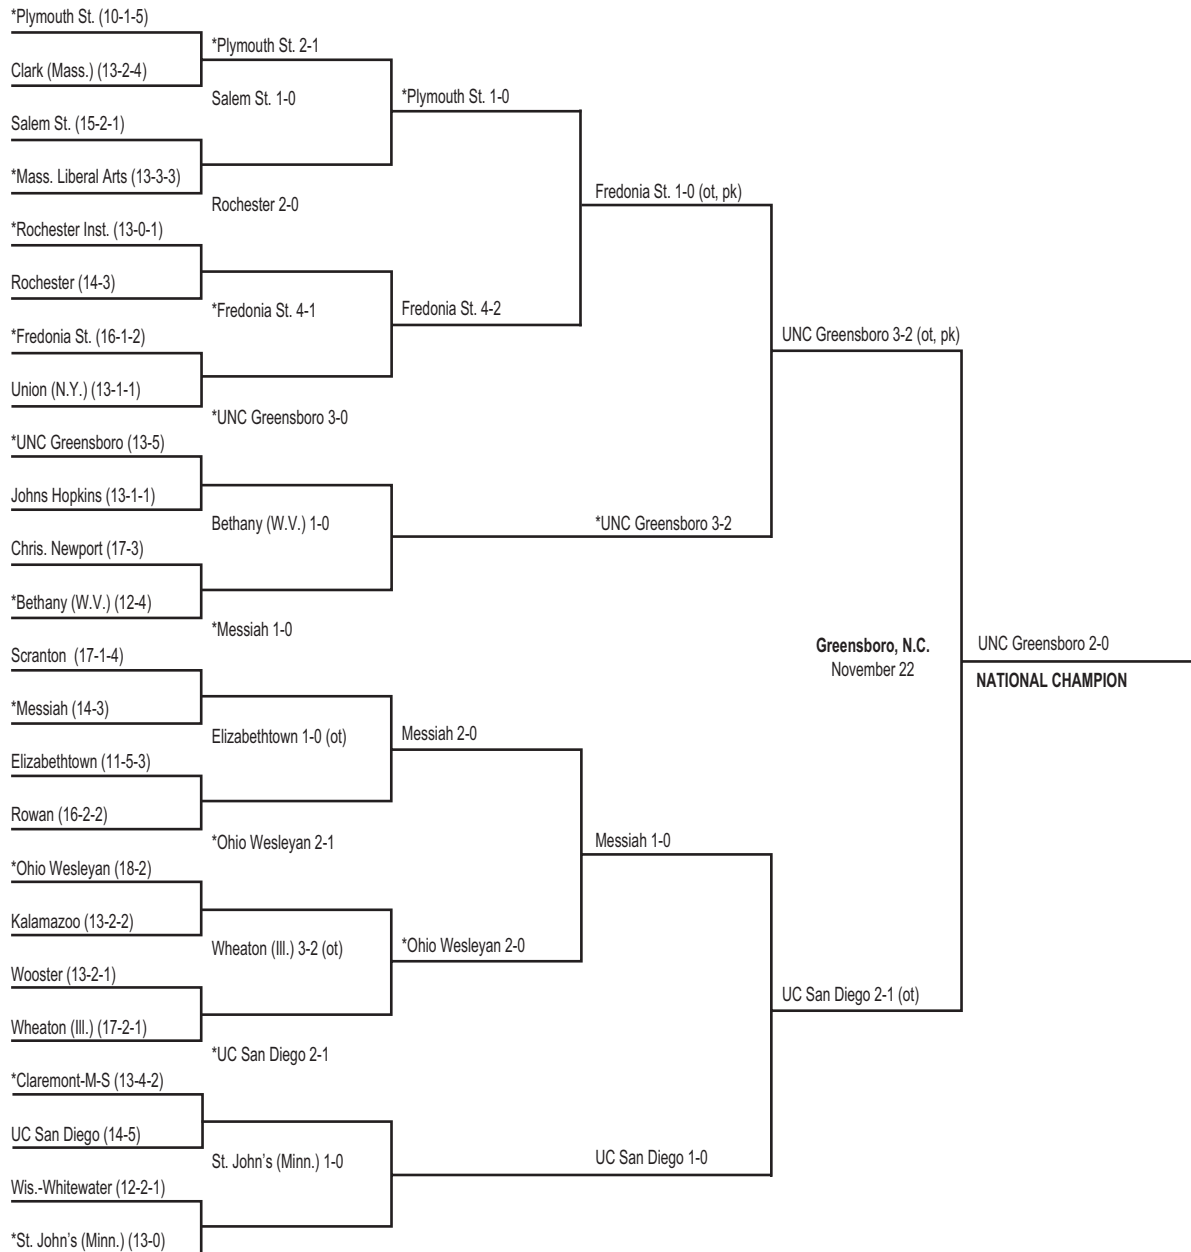 *Plymouth St. (10-1-5)
Clark (Mass.) (13-2-4)
Salem St. (15-2-1)
*Mass. Liberal Arts (13-3-3)
*Rochester Inst. (13-0-1)
Rochester (14-3)
*Fredonia St. (16-1-2)
Union (N.Y.) (13-1-1)
*UNC Greensboro (13-5)
Johns Hopkins (13-1-1)
Chris. Newport (17-3)
*Bethany (W.V.) (12-4)
Scranton (17-1-4)
*Messiah (14-3)
Elizabethtown (11-5-3)
Rowan (16-2-2)
*Ohio Wesleyan (18-2)
Kalamazoo (13-2-2)
Wooster (13-2-1)
Wheaton (Ill.) (17-2-1)
*Claremont-M-S (13-4-2)
UC San Diego (14-5)
Wis.-Whitewater (12-2-1)
*St. John's (Minn.) (13-0)
*Plymouth St. 2-1
Salem St. 1-0
Rochester 2-0
*Fredonia St. 4-1
*UNC Greensboro 3-0
Bethany (W.V.) 1-0
*Messiah 1-0
Elizabethtown 1-0 (ot)
*Ohio Wesleyan 2-1
Wheaton (Ill.) 3-2 (ot)
*UC San Diego 2-1
St. John's (Minn.) 1-0
*Plymouth St. 1-0
Fredonia St. 4-2
*UNC Greensboro 3-2
Messiah 2-0
*Ohio Wesleyan 2-0
UC San Diego 1-0
Fredonia St. 1-0 (ot, pk)
Messiah 1-0
UNC Greensboro 3-2 (ot, pk)
UC San Diego 2-1 (ot)
Greensboro, N.C.
November 22
UNC Greensboro 2-0
NATIONAL CHAMPION